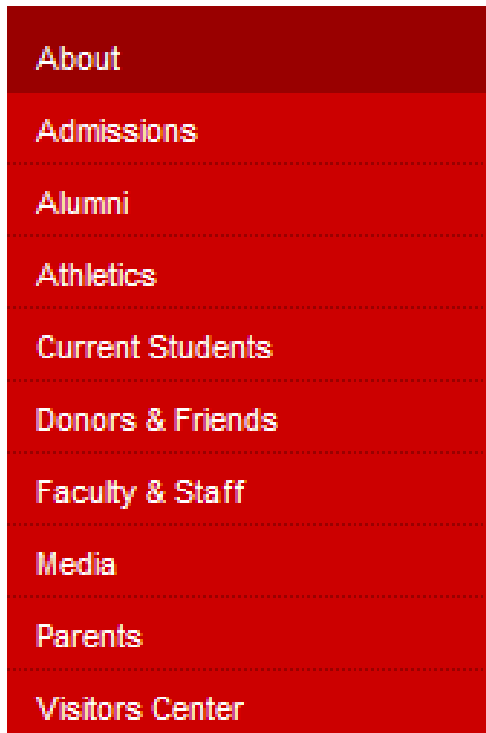 About
Admissions
Alumni
Athletics
Current Students
Donors & Friends
Faculty & Staff
Media
Parents
Visitors Center